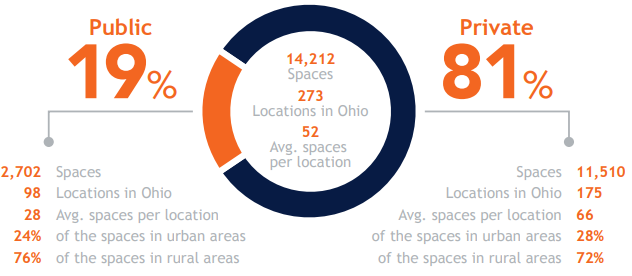 Public
19%
Private
81%
14,212
Spaces
273
Locations in Ohio
52
Avg. spaces
per location
2,702 Spaces
98 Locations in Ohio
28 Avg. spaces per location
24% of the spaces in urban areas
76% of the spaces in rural areas
Spaces 11,510
Locations in Ohio 175
Avg. spaces per location 66
of the spaces in urban areas 28%
of the spaces in rural areas 72%